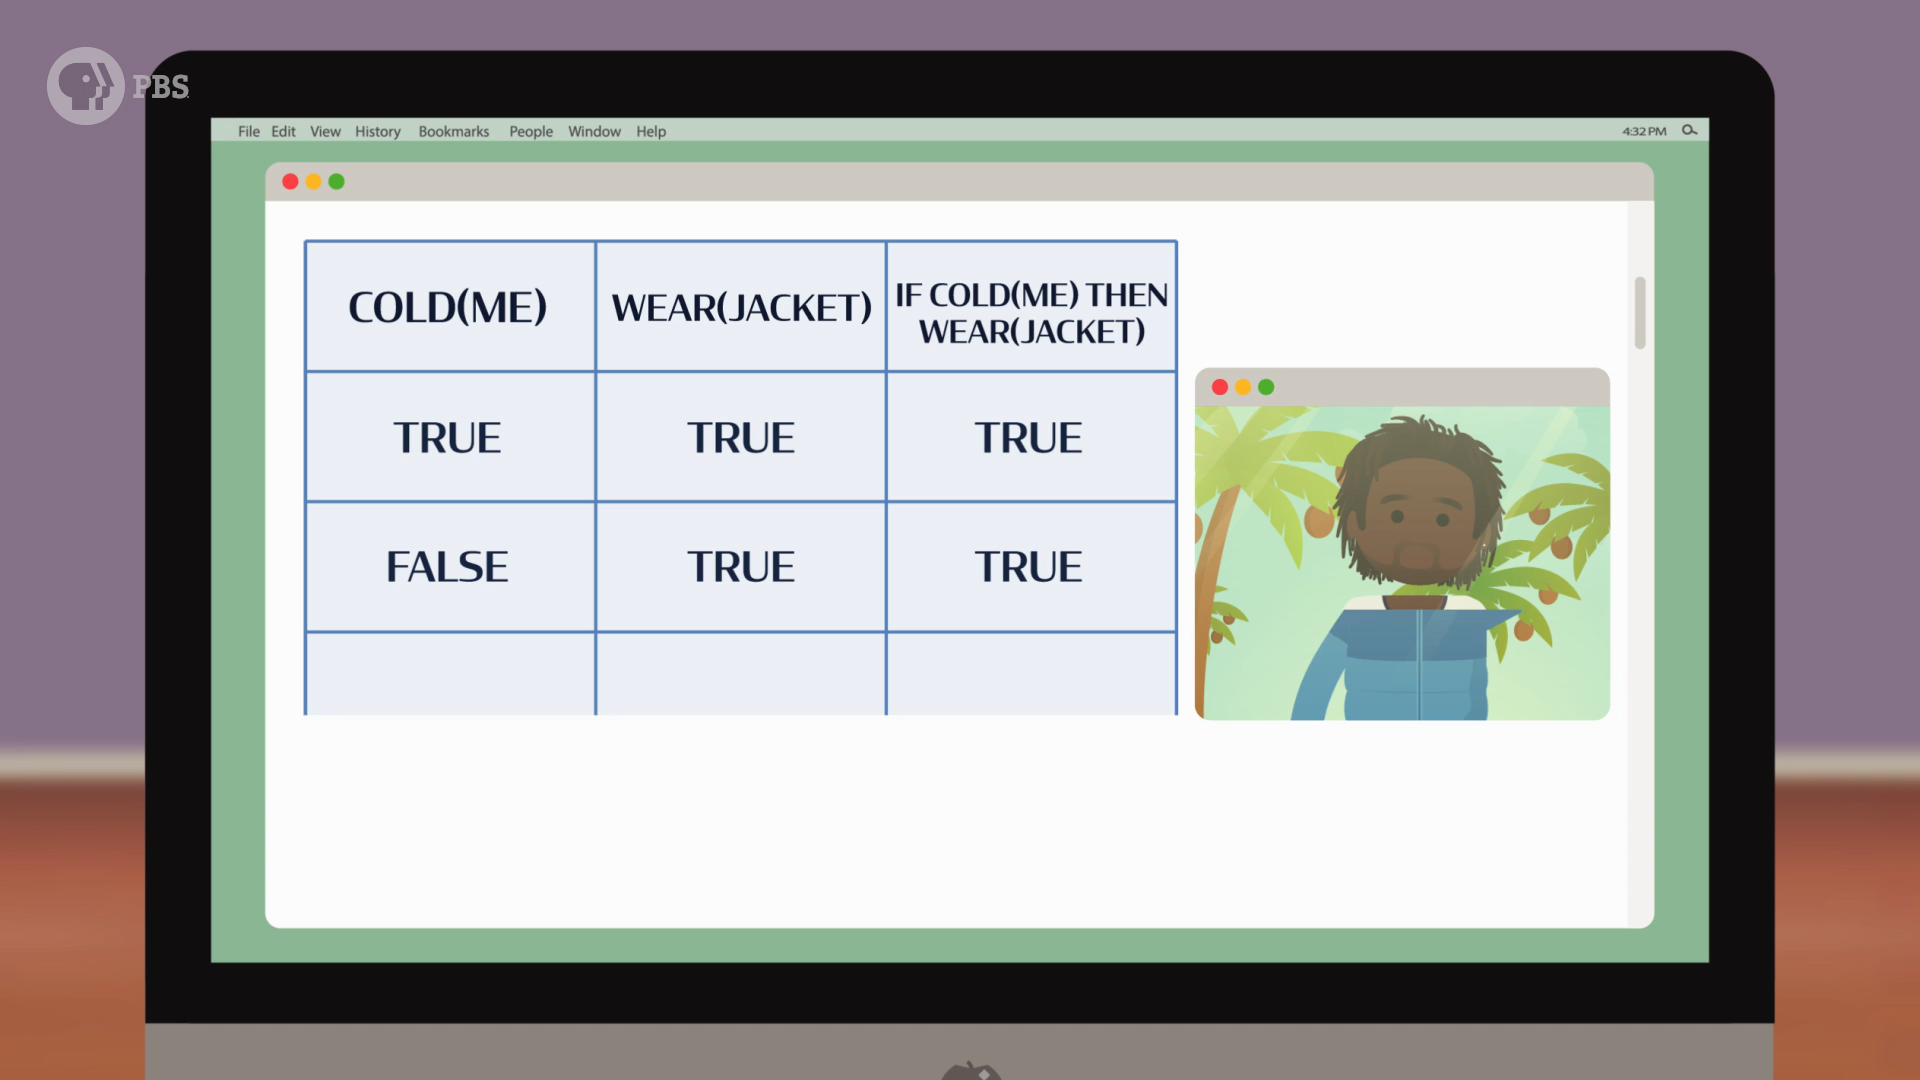 PBS
File Edit View History Bookmarks People Window Help
4:32 PM
COLD(ME)
WEAR(JACKET)
IF COLD(ME) THEN
WEAR(JACKET)
TRUE
TRUE
TRUE
FALSE
TRUE
TRUE